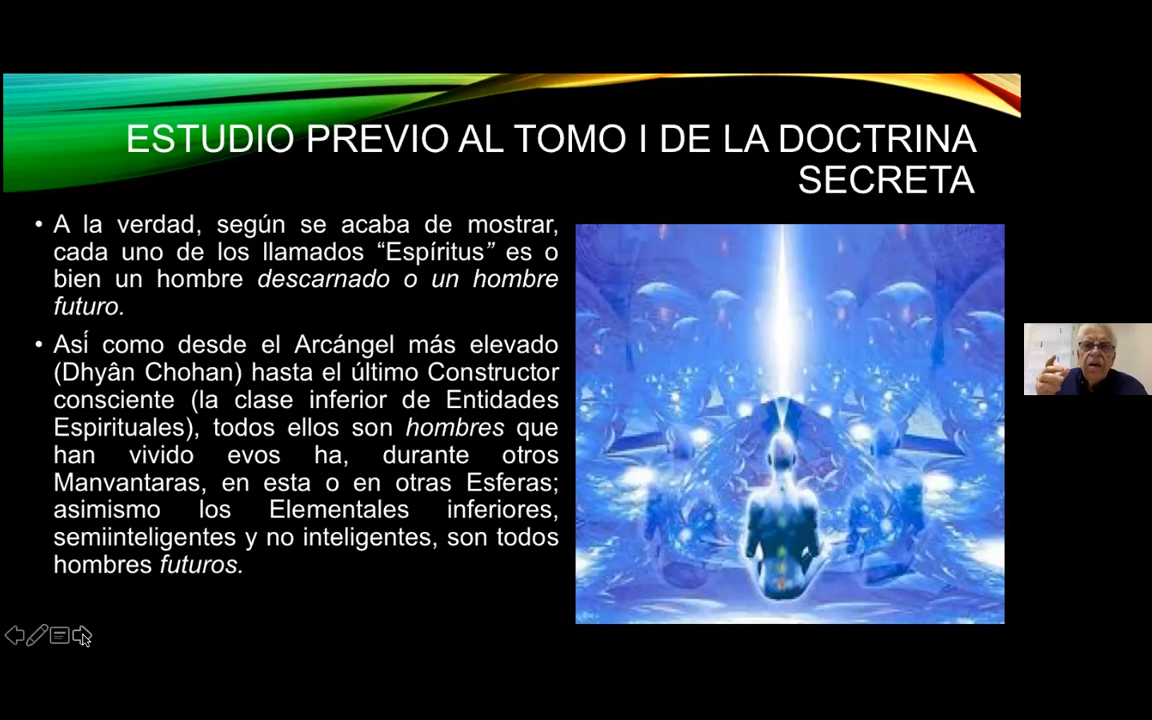 ESTUDIO PREVIO AL TOMO I DE LA DOCTRINA
SECRETA
• A la verdad, según se acaba de mostrar,
cada uno de los llamados “Espíritus” es o
bien un hombre descarnado o un hombre
futuro.
• Así como desde el Arcángel más elevado
(Dhyân Chohan) hasta el último Constructor
consciente (la clase inferior de Entidades
Espirituales), todos ellos son hombres que
han vivido evos ha, durante otros
Manvantaras, en esta o en otras Esferas;
asimismo los Elementales inferiores,
semiinteligentes y no inteligentes, son todos
hombres futuros.